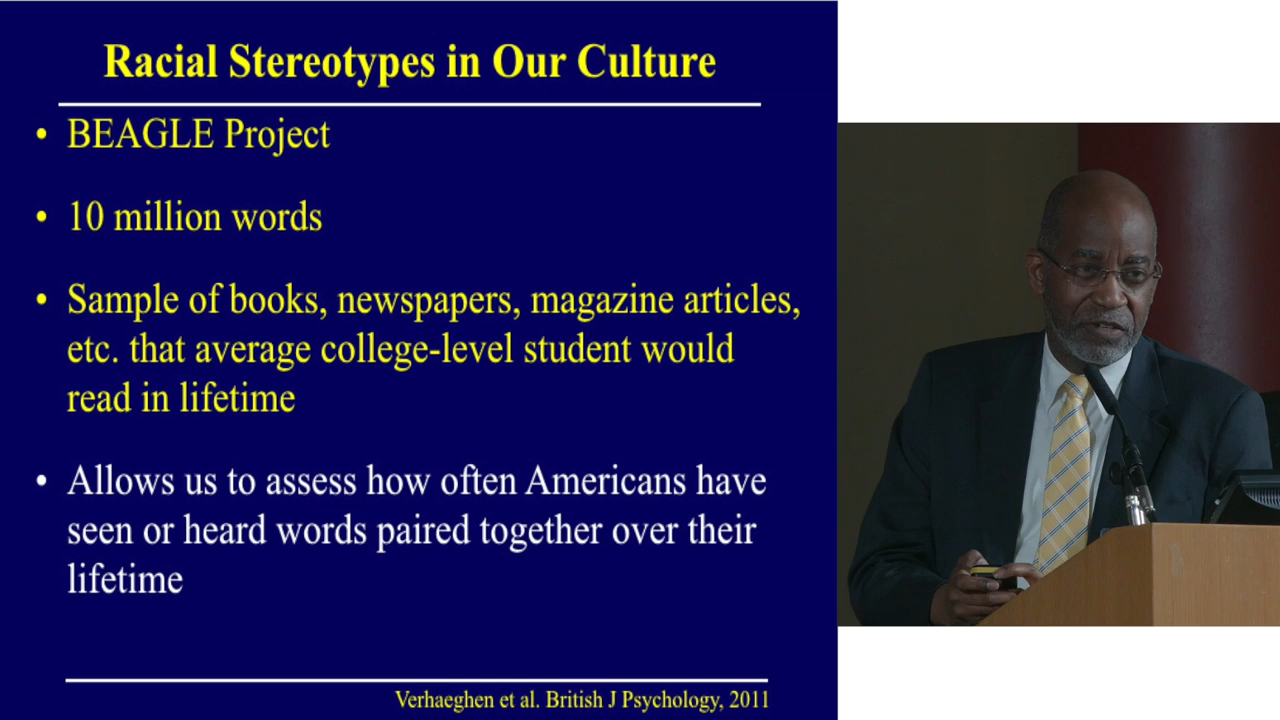 Racial Stereotypes in Our Culture
• BEAGLE Project
• 10 million words
• Sample of books, newspapers, magazine articles,
etc. that average college-level student would
read in lifetime
• Allows us to assess how often Americans have
seen or heard words paired together over their
lifetime
Verhaeghen et al. British J Psychology, 2011